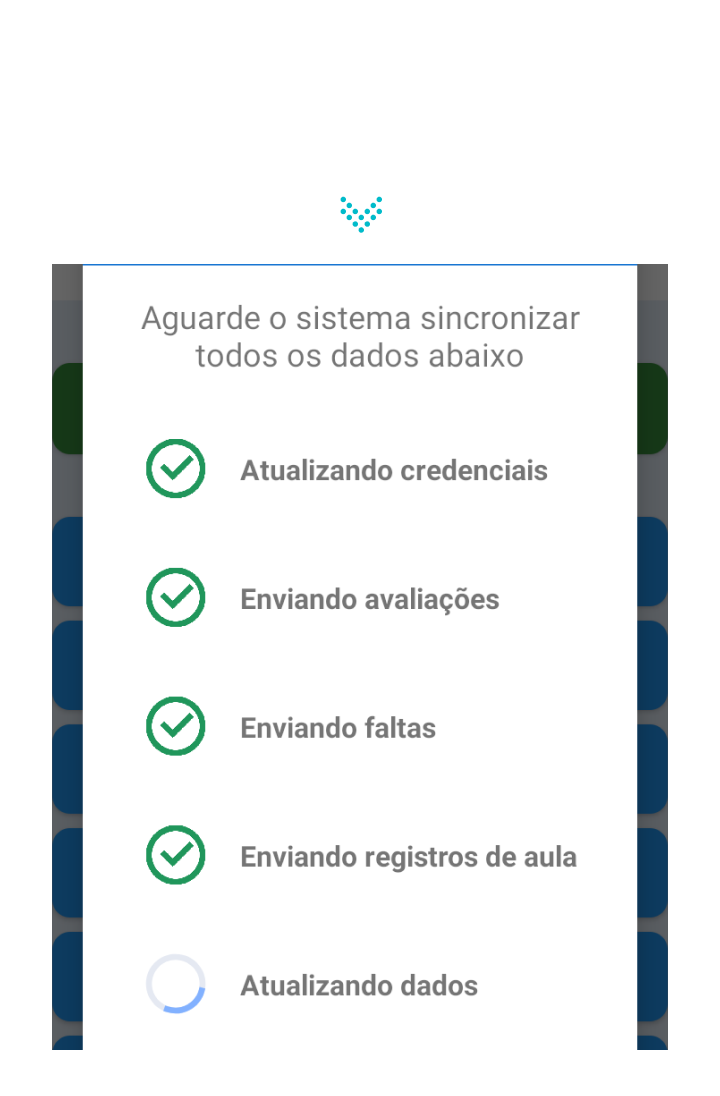 Aguarde o sistema sincronizar
todos os dados abaixo
Atualizando credenciais
Enviando avaliações
Enviando faltas
Enviando registros de aula
Atualizando dados